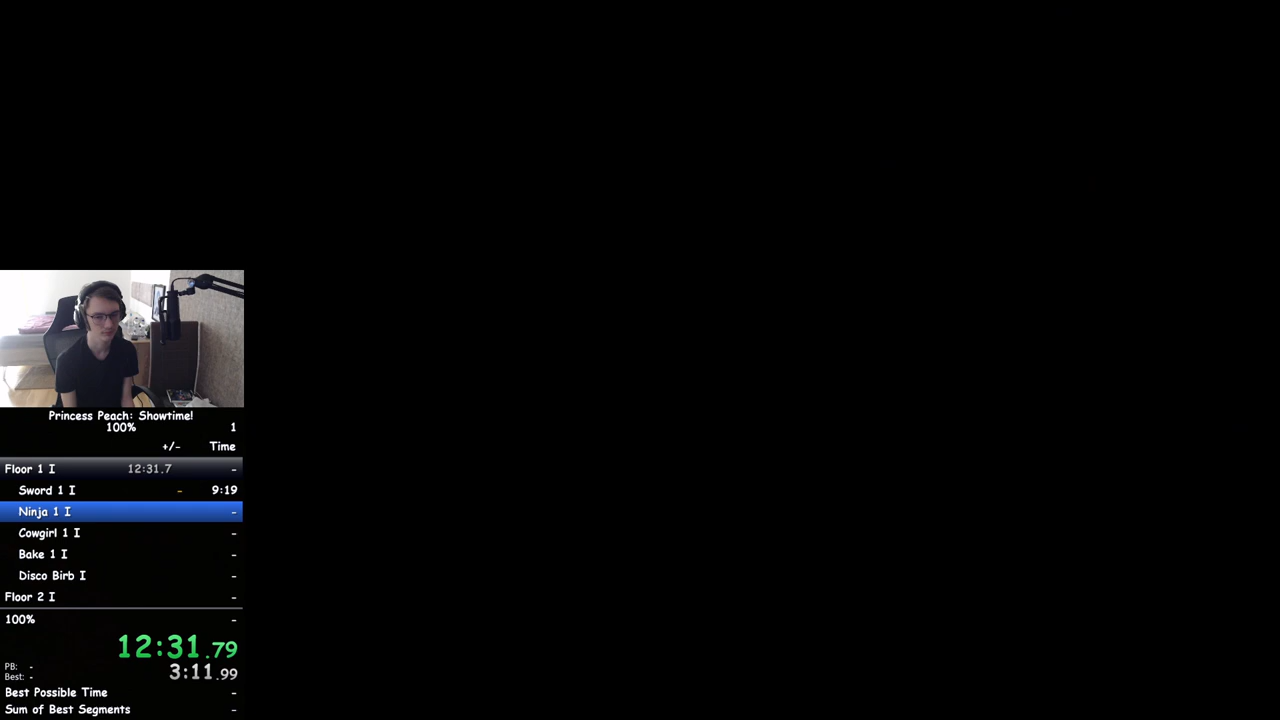 Princess Peach: Showtime!
100% 1
+/- Time
Floor 1 I 12:31.7 -
Sword 1 I - 9:19
Ninja 1 I -
Cowgirl 1 I -
Bake 1 I -
Disco Birb I -
Floor 2 I -
100% -
12:31.79
PB: -
Best: - 3:11.99
Best Possible Time -
Sum of Best Segments -